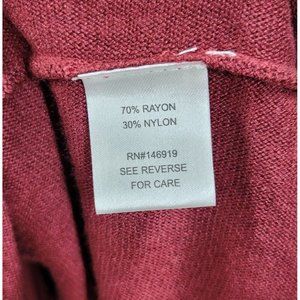 70% RAYON
30% NYLON
RN#146919
SEE REVERSE
FOR CARE